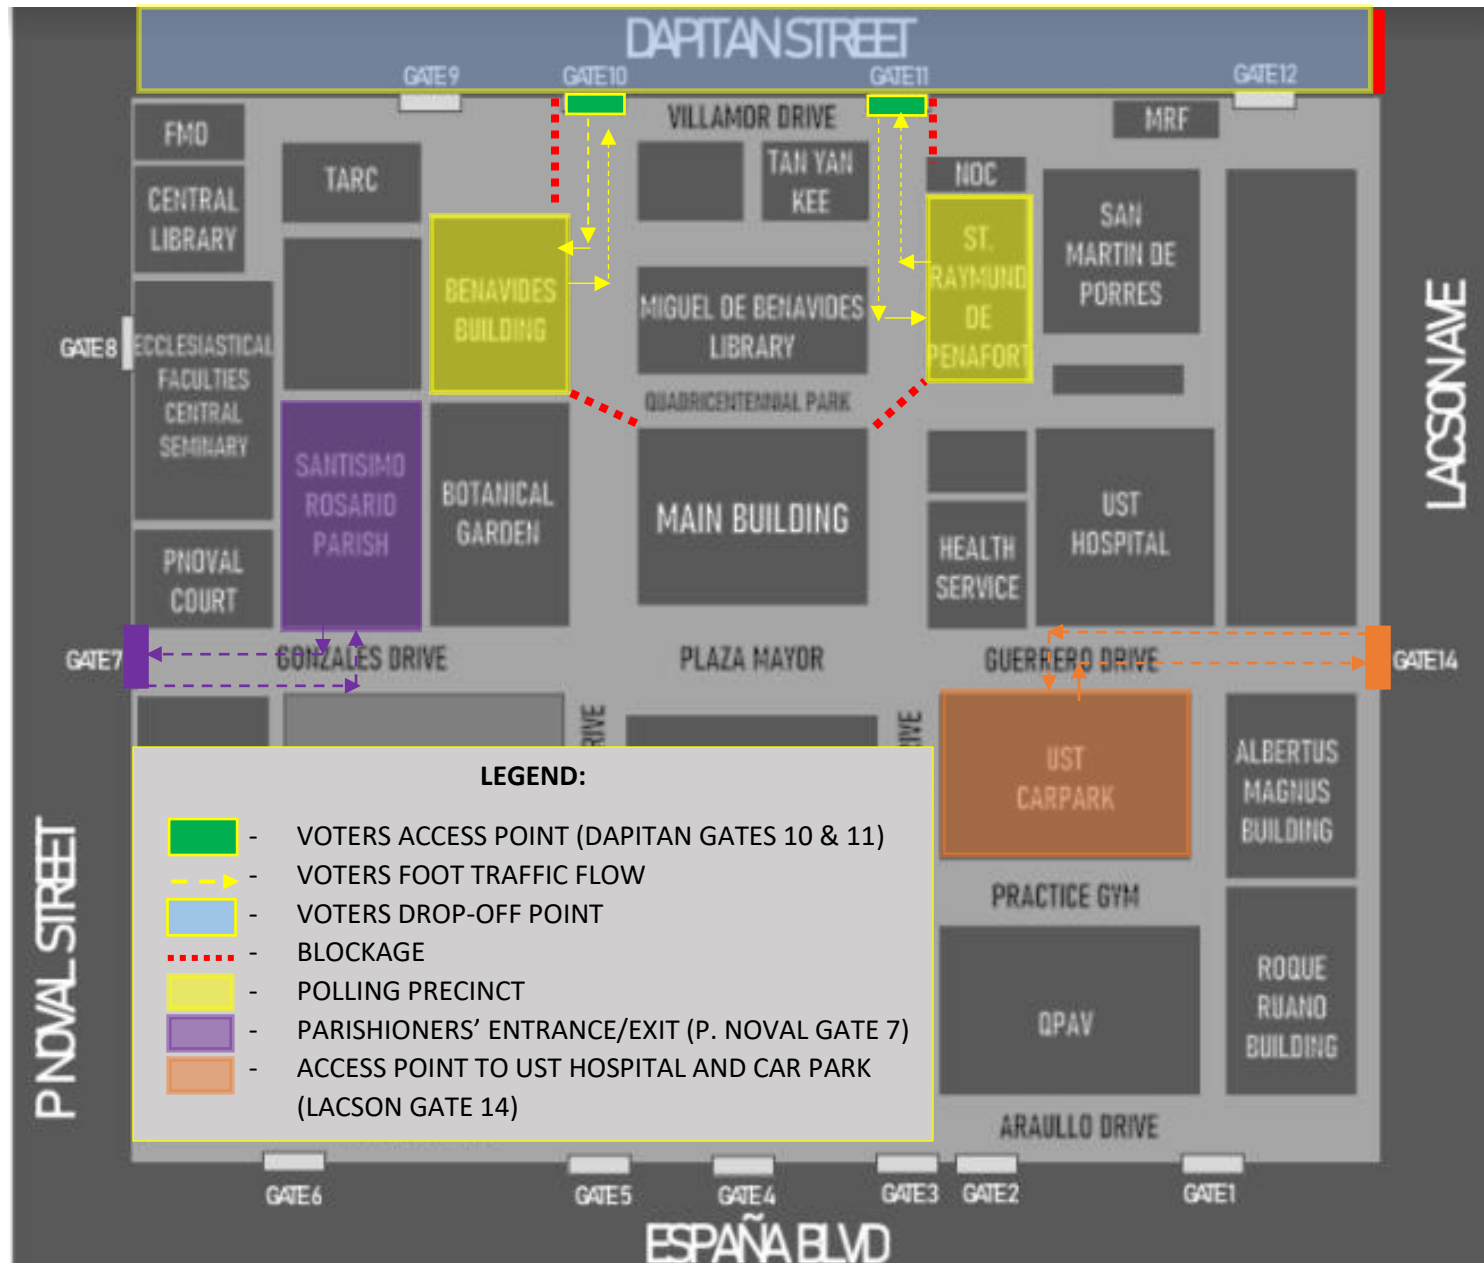 DAPITAN STREET
GATE 9
GATE 10
GATE 11
GATE 12
FMO
VILLAMOR DRIVE
MRF
TARC
TAN YAN
KEE
NOC
CENTRAL
LIBRARY
SAN
MARTIN DE
PORRES
ST.
RAYMUND
DE
PENAFORT
BENAVIDES
BUILDING
MIGUEL DE BENAVIDES
LIBRARY
GATE 8
ECCLESIASTICAL
FACULTIES
CENTRAL
SEMINARY
QUADRICENTENNIAL PARK
LACSON AVE
SANTISIMO
ROSARIO
PARISH
BOTANICAL
GARDEN
MAIN BUILDING
UST
HOSPITAL
HEALTH
SERVICE
PNOVAL
COURT
GATE 7
GONZALES DRIVE
PLAZA MAYOR
GUERRERO DRIVE
GATE 14
RIVE
RIVE
UST
CARPARK
ALBERTUS
MAGNUS
BUILDING
P NOVAL STREET
LEGEND:
- VOTERS ACCESS POINT (DAPITAN GATES 10 & 11)
- VOTERS FOOT TRAFFIC FLOW
- VOTERS DROP-OFF POINT
- BLOCKAGE
- POLLING PRECINCT
- PARISHIONERS’ ENTRANCE/EXIT (P. NOVAL GATE 7)
- ACCESS POINT TO UST HOSPITAL AND CAR PARK
(LACSON GATE 14)
PRACTICE GYM
QPAV
ROQUE
RUANO
BUILDING
ARAULLO DRIVE
GATE 6
GATE 5
GATE 4
GATE 3
GATE 2
GATE 1
ESPAÑA BLVD